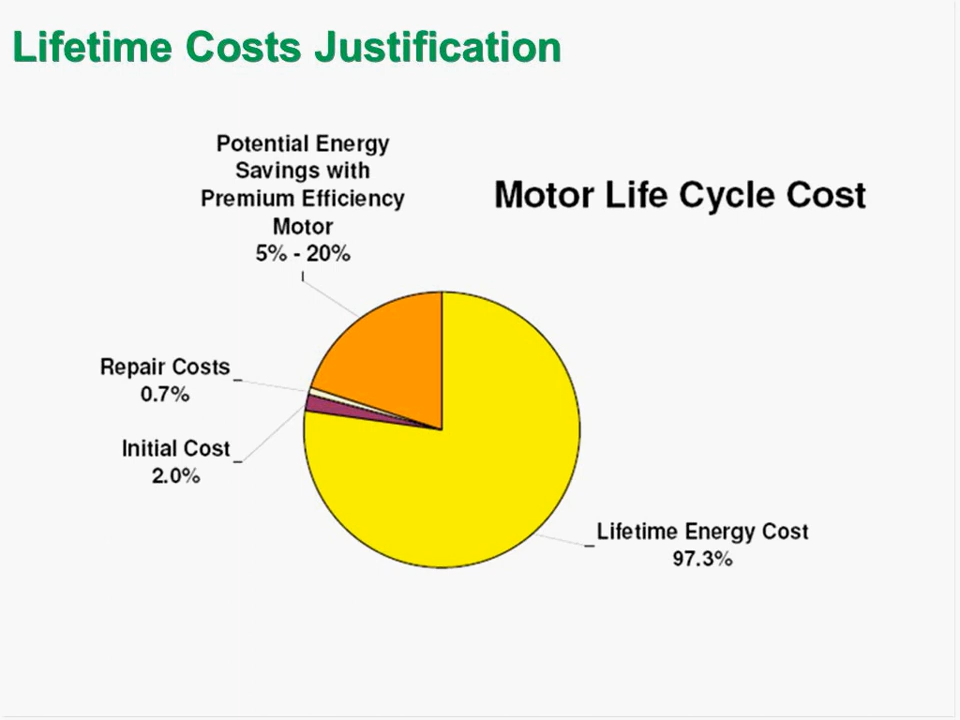 Lifetime Costs Justification
Potential Energy
Savings with
Premium Efficiency
Motor
5% - 20%
Motor Life Cycle Cost
Repair Costs
0.7%
Initial Cost
2.0%
Lifetime Energy Cost
97.3%